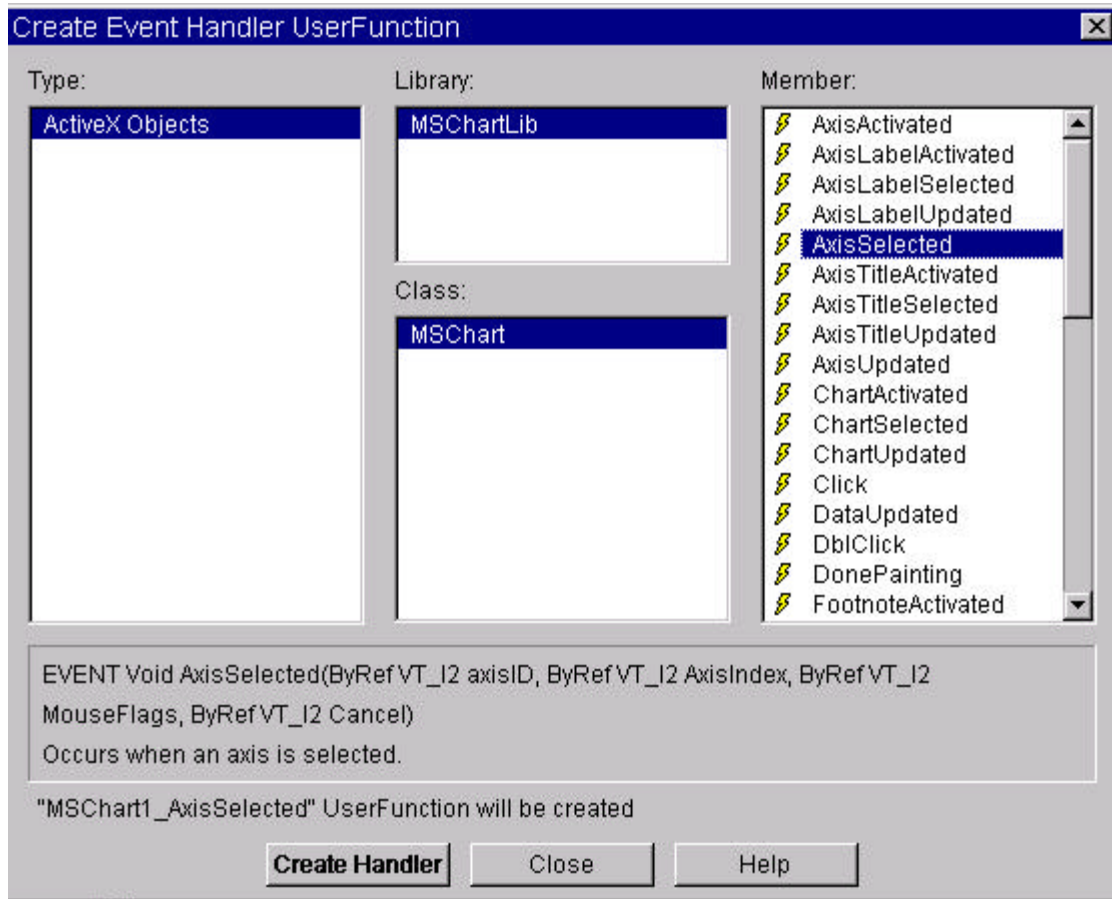 Create Event Handler UserFunction
Type:
ActiveX Objects
Library:
MSChartLib
Class:
MSChart
Member:
AxisActivated
AxisLabelActivated
AxisLabelSelected
AxisLabelUpdated
AxisSelected
AxisTitleActivated
AxisTitleSelected
AxisTitleUpdated
AxisUpdated
ChartActivated
ChartSelected
ChartUpdated
Click
DataUpdated
DblClick
DonePainting
FootnoteActivated
EVENT Void AxisSelected(ByRef VT_I2 axisID, ByRef VT_I2 AxisIndex, ByRef VT_I2
MouseFlags, ByRef VT_I2 Cancel)
Occurs when an axis is selected.
"MSChart1_AxisSelected" UserFunction will be created
Create Handler
Close
Help